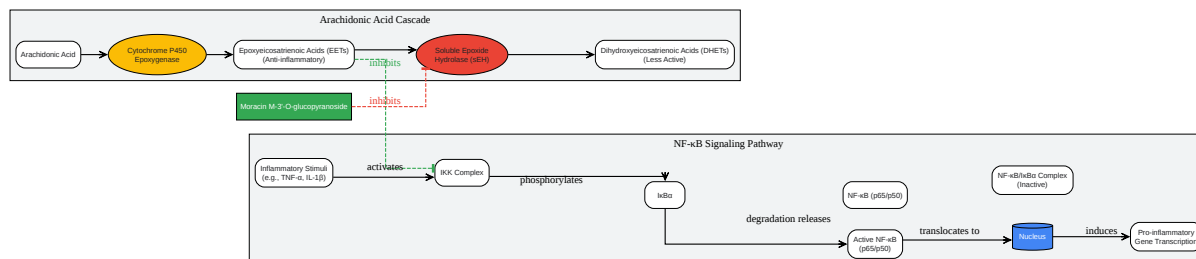 Arachidonic Acid Cascade
Arachidonic Acid
Cytochrome P450
Epoxygenase
Epoxyeicosatrienoic Acids (EETs)
(Anti-inflammatory)
Soluble Epoxide
Hydrolase (sEH)
Dihydroxyeicosatrienoic Acids (DHETs)
(Less Active)
inhibits
Moracin M-3'-O-glucopyranoside
inhibits
NF-κB Signaling Pathway
Inflammatory Stimuli
(e.g., TNF-α, IL-1β)
activates
IKK Complex
phosphorylates
IκBα
NF-κB (p65/p50)
NF-κB/IκBα Complex
(Inactive)
degradation releases
Active NF-κB
(p65/p50)
translocates to
Nucleus
induces
Pro-inflammatory
Gene Transcription